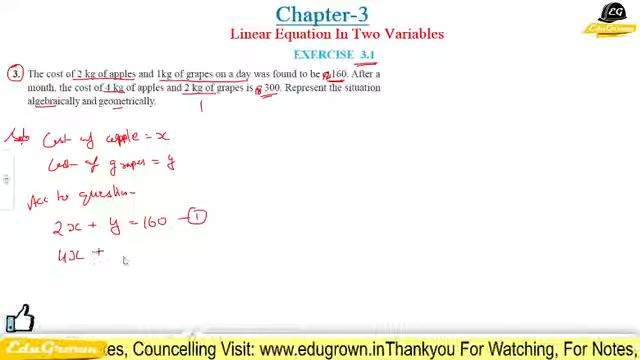 Chapter-3
EG
Linear Equation In Two Variables
EXERCISE 3.1
3. The cost of 2 kg of apples and 1kg of grapes on a day was found to be 160. After a
month, the cost of 4 kg of apples and 2 kg of grapes is 300. Represent the situation
algebraically and geometrically.
Cost of apple = x
Cost of grapes = y
Acc to question
2x + y = 160 — 1
4x +
EduGrown
es, Counselling Visit: www.edugrown.in
Thankyou For Watching, For Notes,